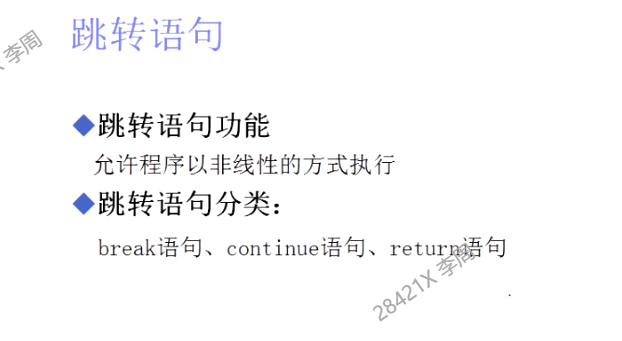 跳转语句
X 李周
跳转语句功能
允许程序以非线性的方式执行
跳转语句分类：
break语句、continue语句、return语句
28421X 李周